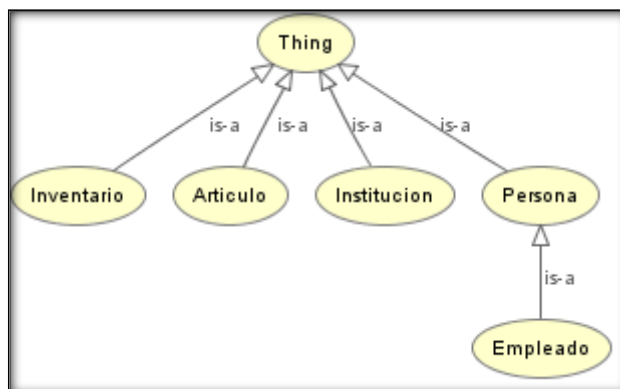 Thing
is-a is-a is-a is-a
Inventario Articulo Institucion Persona
is-a
Empleado